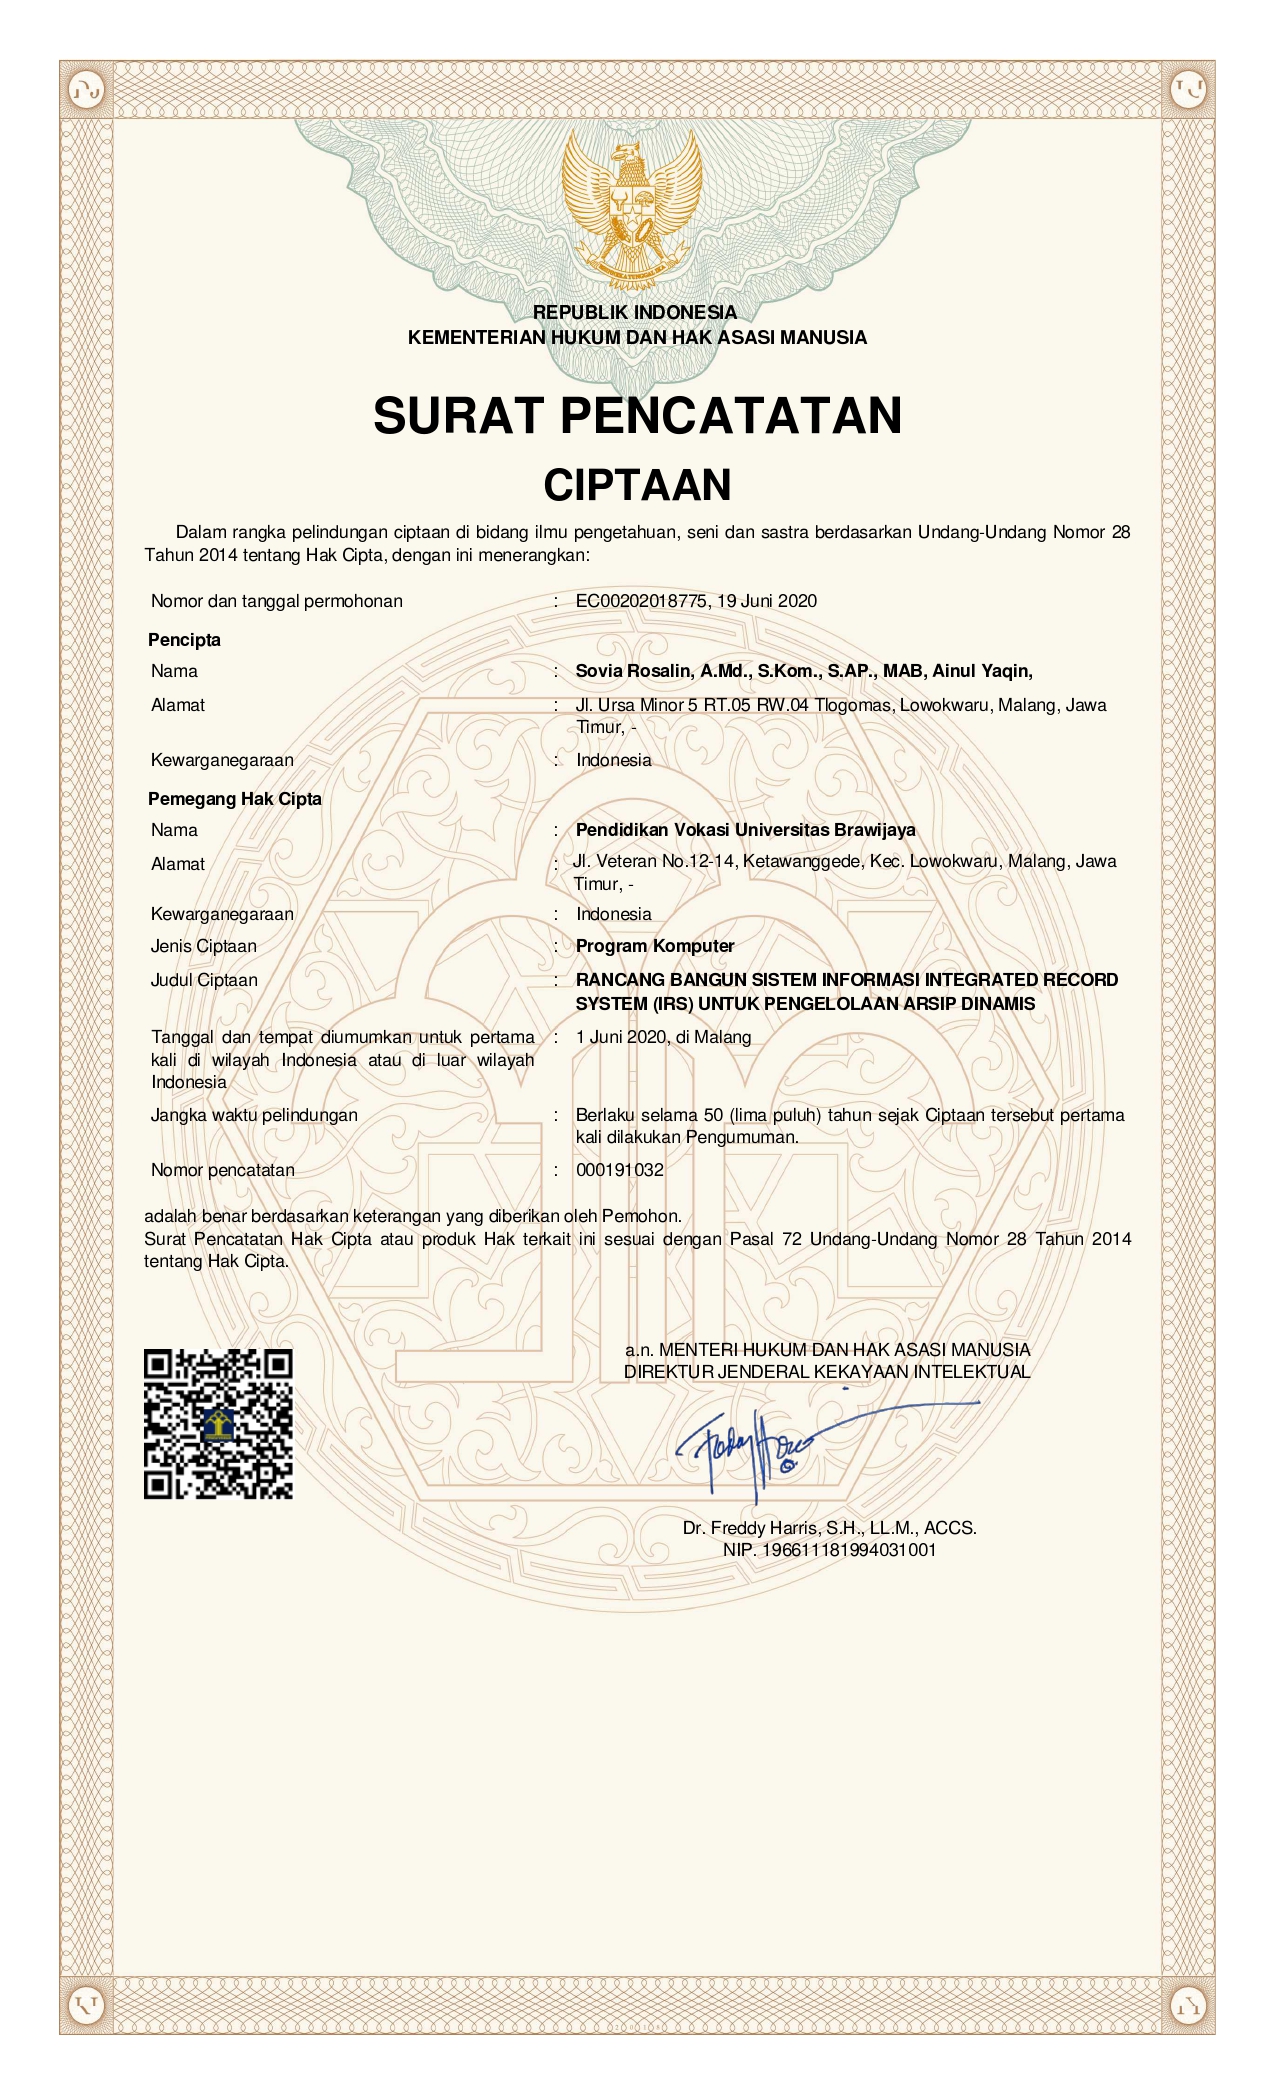 REPUBLIK INDONESIA
KEMENTERIAN HUKUM DAN HAK ASASI MANUSIA
SURAT PENCATATAN
CIPTAAN
Dalam rangka pelindungan ciptaan di bidang ilmu pengetahuan, seni dan sastra berdasarkan Undang-Undang Nomor 28
Tahun 2014 tentang Hak Cipta, dengan ini menerangkan:
Nomor dan tanggal permohonan : EC00202018775, 19 Juni 2020
Pencipta
Nama : Sovia Rosalin, A.Md., S.Kom., S.AP., MAB, Ainul Yaqin,
Alamat : Jl. Ursa Minor 5 RT.05 RW.04 Tlogomas, Lowokwaru, Malang, Jawa
Timur, -
Kewarganegaraan : Indonesia
Pemegang Hak Cipta
Nama : Pendidikan Vokasi Universitas Brawijaya
Alamat : Jl. Veteran No.12-14, Ketawanggede, Kec. Lowokwaru, Malang, Jawa
Timur, -
Kewarganegaraan : Indonesia
Jenis Ciptaan : Program Komputer
Judul Ciptaan : RANCANG BANGUN SISTEM INFORMASI INTEGRATED RECORD
SYSTEM (IRS) UNTUK PENGELOLAAN ARSIP DINAMIS
Tanggal dan tempat diumumkan untuk pertama : 1 Juni 2020, di Malang
kali di wilayah Indonesia atau di luar wilayah
Indonesia
Jangka waktu pelindungan : Berlaku selama 50 (lima puluh) tahun sejak Ciptaan tersebut pertama
kali dilakukan Pengumuman.
Nomor pencatatan : 000191032
adalah benar berdasarkan keterangan yang diberikan oleh Pemohon.
Surat Pencatatan Hak Cipta atau produk Hak terkait ini sesuai dengan Pasal 72 Undang-Undang Nomor 28 Tahun 2014
tentang Hak Cipta.
a.n. MENTERI HUKUM DAN HAK ASASI MANUSIA
DIREKTUR JENDERAL KEKAYAAN INTELEKTUAL
Dr. Freddy Harris, S.H., LL.M., ACCS.
NIP. 196611181994031001